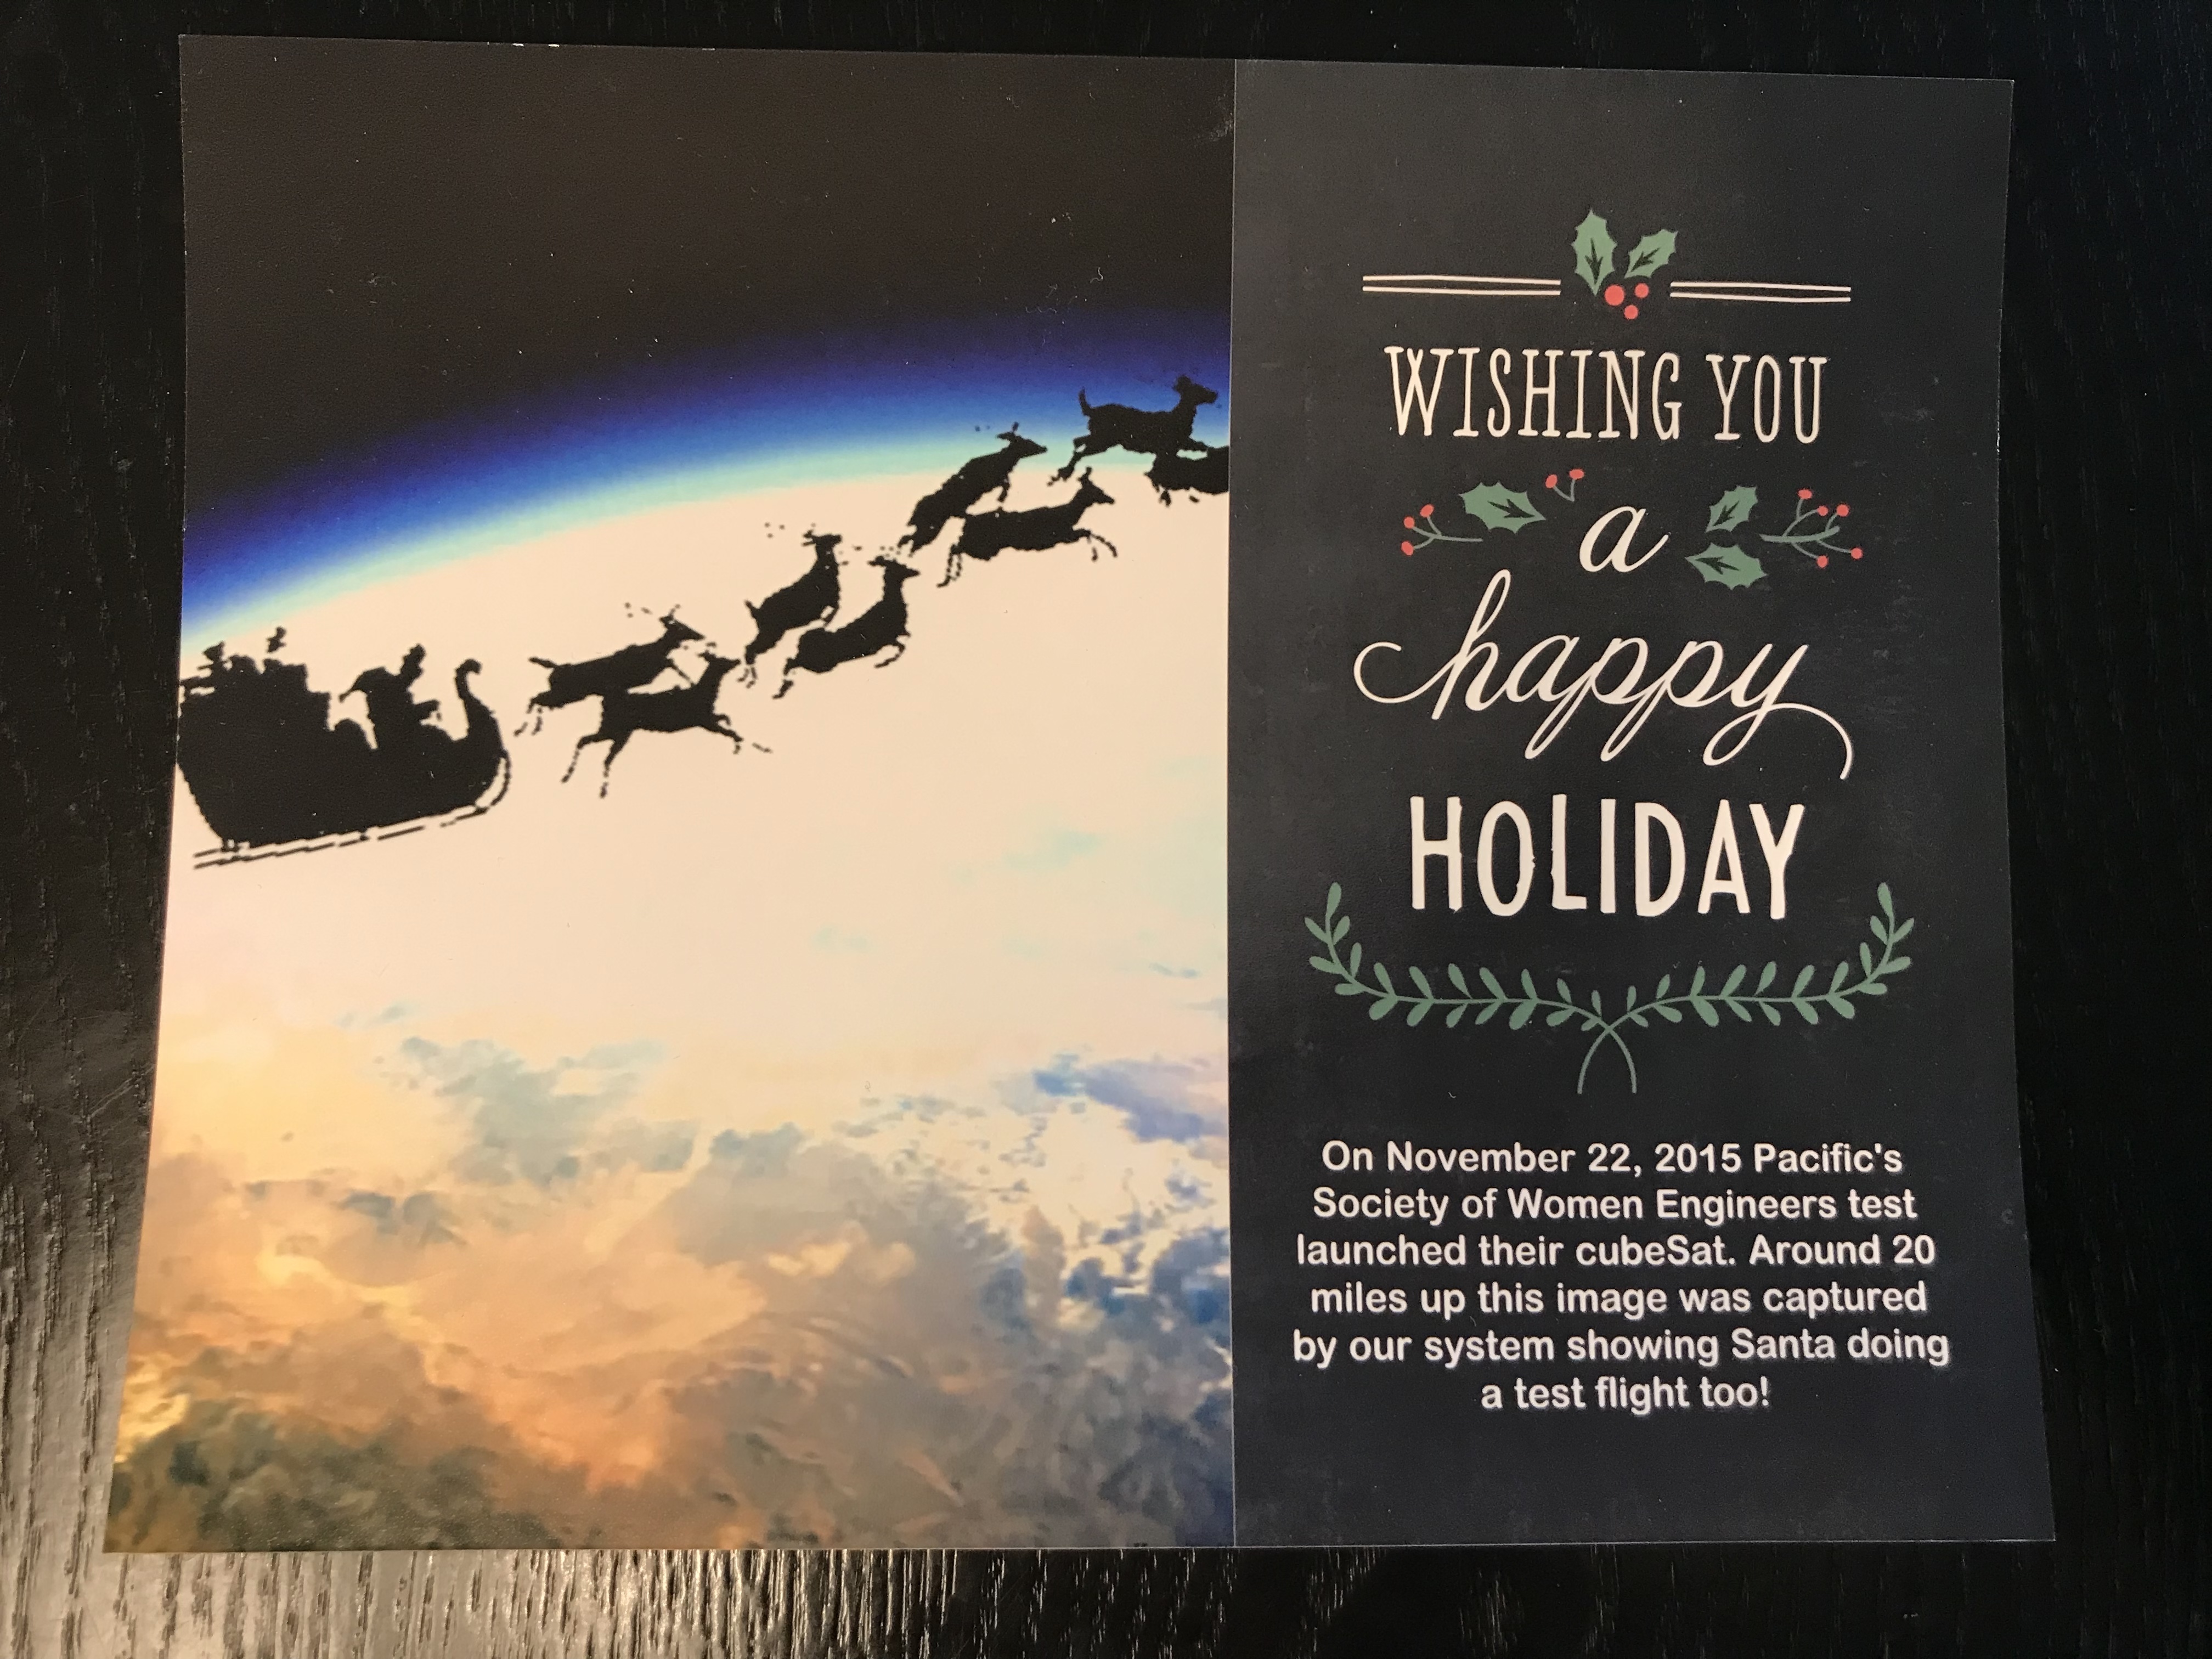 WISHING YOU
a
happy
HOLIDAY
On November 22, 2015 Pacific's
Society of Women Engineers test
launched their cubeSat. Around 20
miles up this image was captured
by our system showing Santa doing
a test flight too!